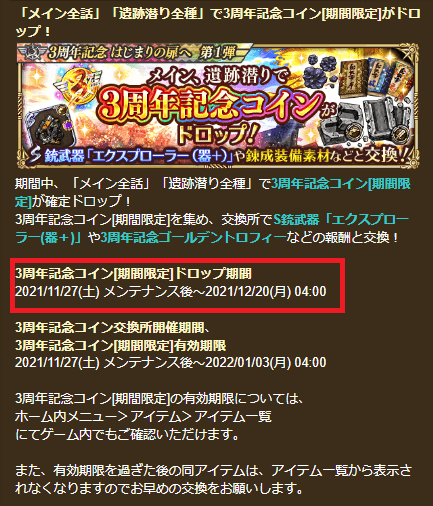 「メイン全話」「遺跡潜り全種」で3周年記念コイン[期間限定]がドロップ！
3周年記念 はじまりの扉へ 第1弾
メイン、遺跡潜りで
3周年記念コインが
ドロップ！
S銃武器「エクスプローラー（器＋）」や錬成装備素材などと交換!!
期間中、「メイン全話」「遺跡潜り全種」で3周年記念コイン[期間限
定]が確定ドロップ！
3周年記念コイン[期間限定]を集め、交換所でS銃武器「エクスプロー
ラー(器＋)」や3周年記念ゴールデントロフィーなどの報酬と交換！
3周年記念コイン[期間限定]ドロップ期間
2021/11/27(土) メンテナンス後～2021/12/20(月) 04:00
3周年記念コイン交換所開催期間、
3周年記念コイン[期間限定]有効期限
2021/11/27(土) メンテナンス後～2022/01/03(月) 04:00
3周年記念コイン[期間限定]の有効期限については、
ホーム内メニュー＞アイテム＞アイテム一覧
にてゲーム内でもご確認いただけます。
また、有効期限を過ぎた後の同アイテムは、アイテム一覧から表示さ
れなくなりますのでお早めの交換をお願いします。